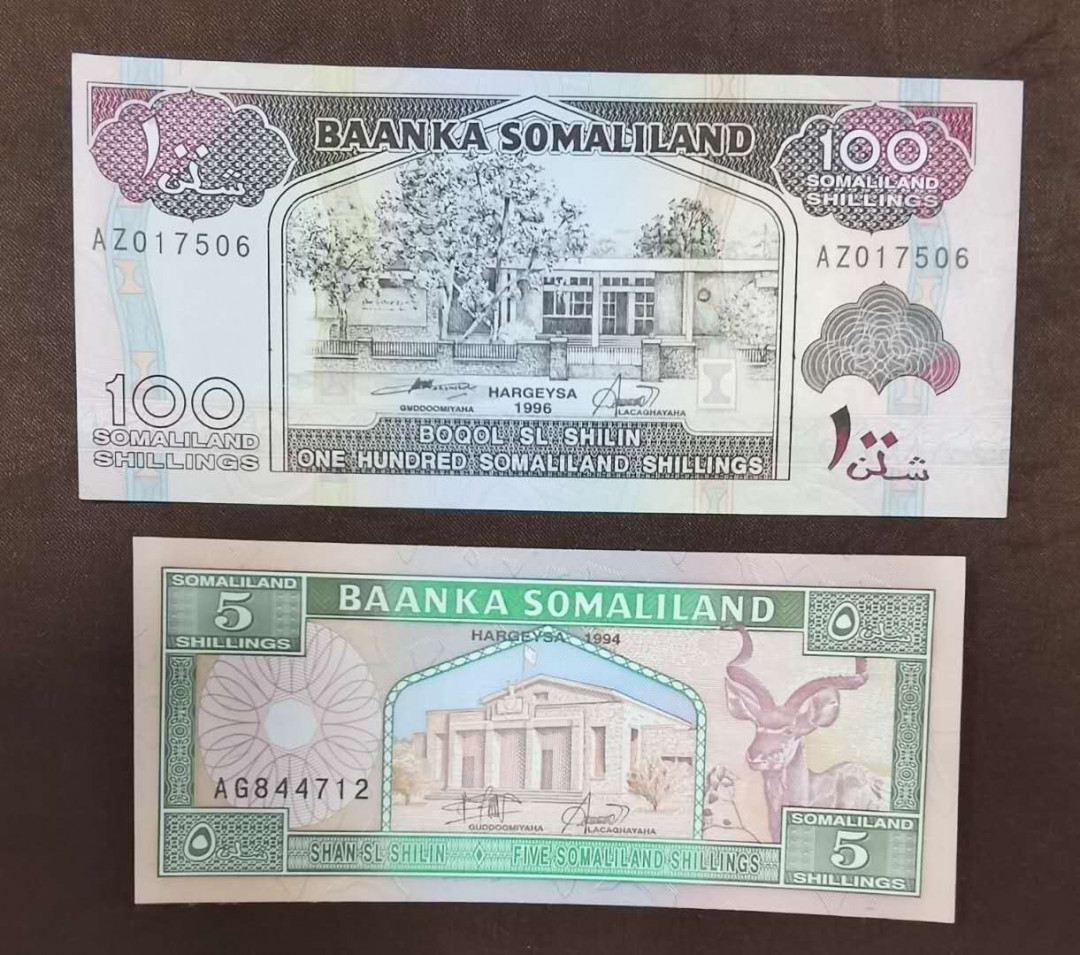 BAANKA SOMALILAND
١٠٠
شلن
100
SOMALILAND
SHILLINGS
AZ017506
AZ017506
100
SOMALILAND
SHILLINGS
HARGEYSA
1996
GUDDOOMIYAHA
LACAGHAYAHA
BOQOL SL SHILIN
ONE HUNDRED SOMALILAND SHILLINGS
١٠٠
شلن
SOMALILAND
5
SHILLINGS
BAANKA SOMALILAND
HARGEYSA 1994
٥ شلن
AG844712
GUDDOOMIYAHA
LACAGHAYAHA
٥ شلن
SHAN SL SHILIN FIVE SOMALILAND SHILLINGS
SOMALILAND
5
SHILLINGS